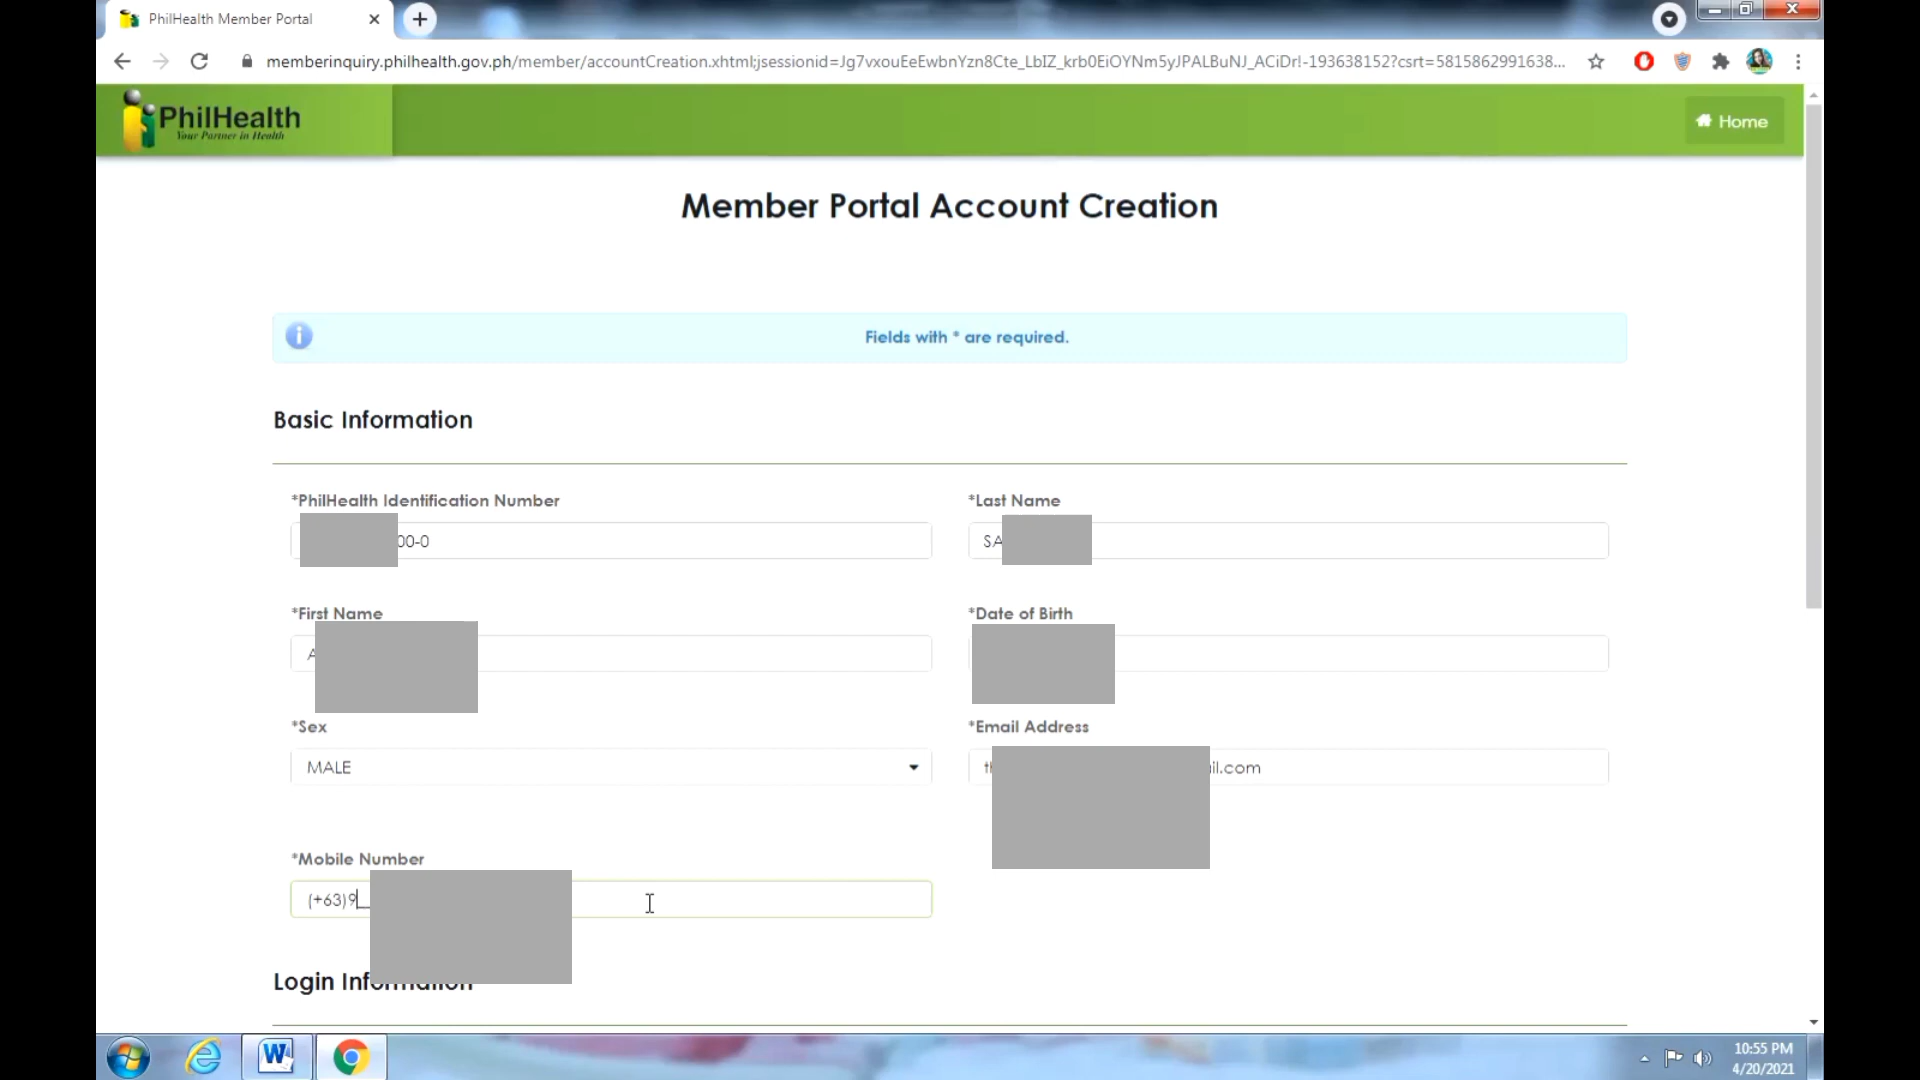 PhilHealth Member Portal
memberinquiry.philhealth.gov.ph/member/accountCreation.xhtml;jsessionid=Jg7vxouEeEwbnYzn8Cte_LbIZ_krb0EiOYNm5yJPALBuNJ_ACiDr!-193638152?csrt=5815862991638...
PhilHealth
Your Partner in Health
Home
Member Portal Account Creation
Fields with * are required.
Basic Information
*PhilHealth Identification Number
*Last Name
00-0
SA
*First Name
*Date of Birth
A
*Sex
*Email Address
MALE
th
il.com
*Mobile Number
(+63)9_
Login Information
10:55 PM
4/20/2021